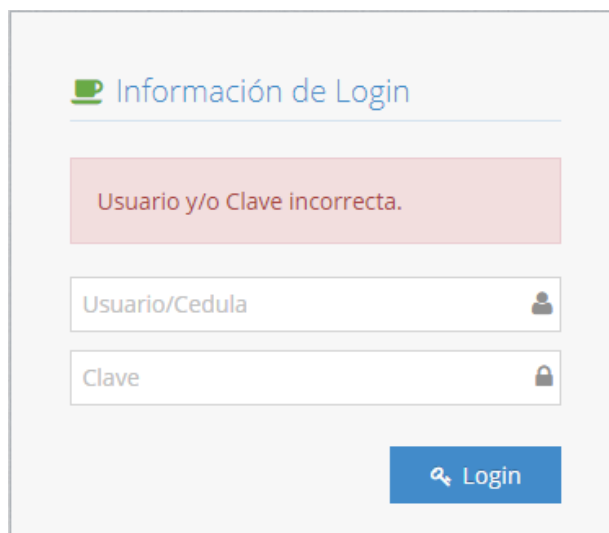 Información de Login
Usuario y/o Clave incorrecta.
Usuario/Cedula
Clave
Login